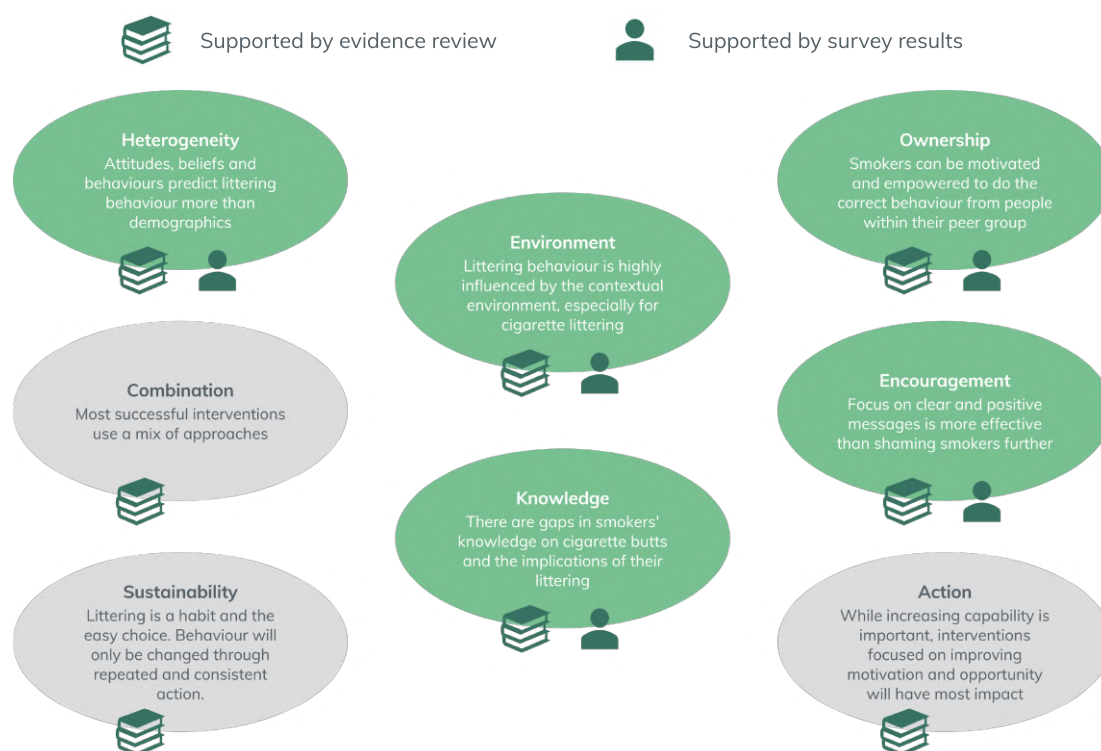 Supported by evidence review
Supported by survey results
Heterogeneity
Attitudes, beliefs and
behaviours predict littering
behaviour more than
demographics
Ownership
Smokers can be motivated
and empowered to do the
correct behaviour from people
within their peer group
Environment
Littering behaviour is highly
influenced by the contextual
environment, especially for
cigarette littering
Combination
Most successful interventions
use a mix of approaches
Encouragement
Focus on clear and positive
messages is more effective
than shaming smokers further
Knowledge
There are gaps in smokers'
knowledge on cigarette butts
and the implications of their
littering
Sustainability
Littering is a habit and the
easy choice. Behaviour will
only be changed through
repeated and consistent
action.
Action
While increasing capability is
important, interventions
focused on improving
motivation and opportunity
will have most impact